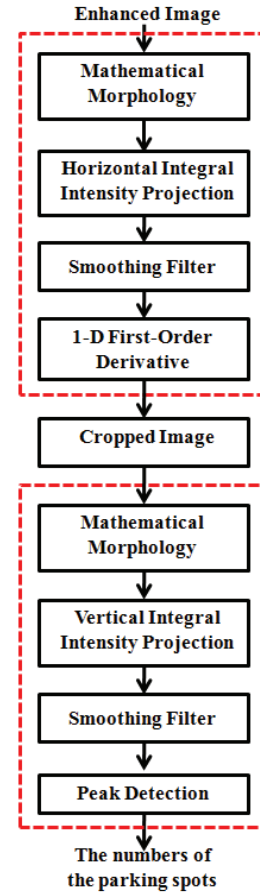 Enhanced Image
Mathematical
Morphology
Horizontal Integral
Intensity Projection
Smoothing Filter
1-D First-Order
Derivative
Cropped Image
Mathematical
Morphology
Vertical Integral
Intensity Projection
Smoothing Filter
Peak Detection
The numbers of
the parking spots